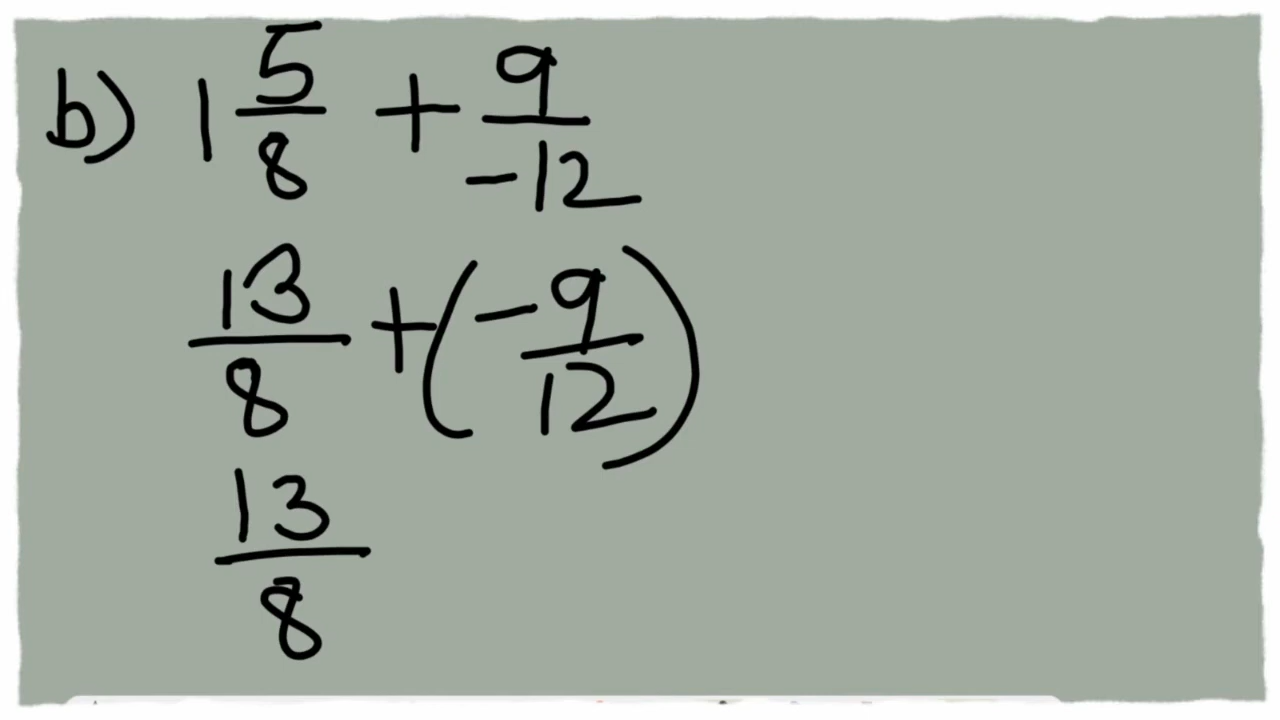 b) 1 5/8 + 9/-12
13/8 + (-9/12)
13/8